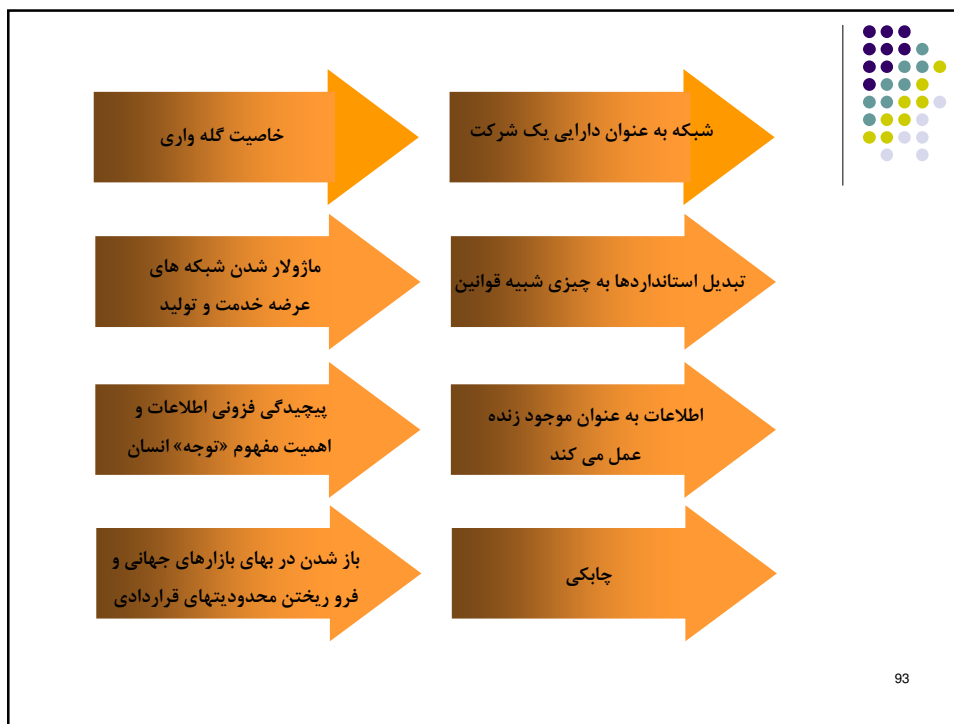 شبکه به عنوان دارایی یک شرکت
خاصیت گله واری
تبدیل استانداردها به چیزی شبیه قوانین
ماژولار شدن شبکه های
عرضه خدمت و تولید
اطلاعات به عنوان موجود زنده
عمل می کند
پیچیدگی فزونی اطلاعات و
اهمیت مفهوم «توجه» انسان
چابکی
باز شدن در بهای بازارهای جهانی و
فرو ریختن محدودیتهای قراردادی
93